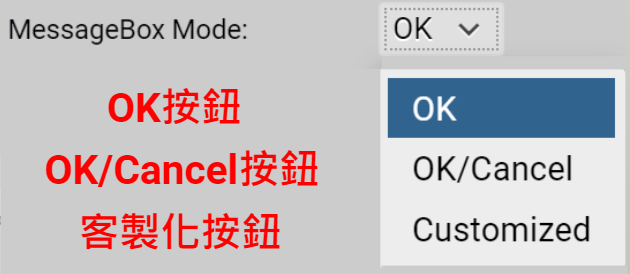 MessageBox Mode: OK
OK按鈕 OK
OK/Cancel按鈕 OK/Cancel
客製化按鈕 Customized